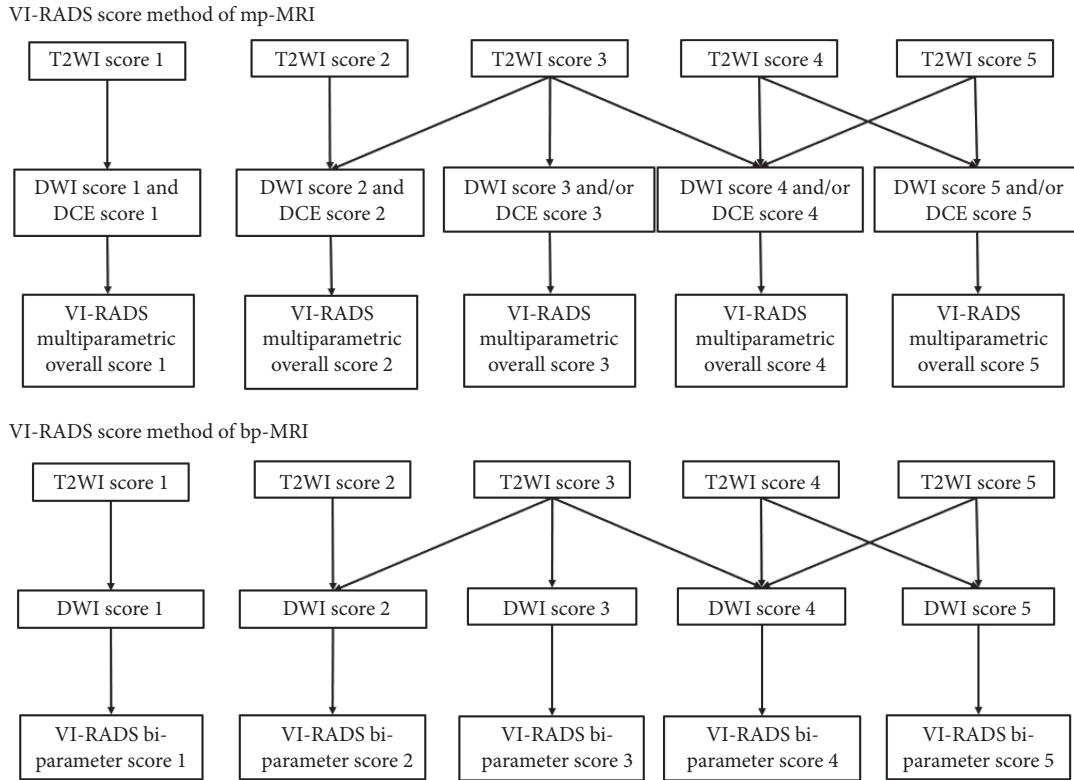 VI-RADS score method of mp-MRI
T2WI score 1
T2WI score 2
T2WI score 3
T2WI score 4
T2WI score 5
DWI score 1 and
DCE score 1
DWI score 2 and
DCE score 2
DWI score 3 and/or
DCE score 3
DWI score 4 and/or
DCE score 4
DWI score 5 and/or
DCE score 5
VI-RADS
multiparametric
overall score 1
VI-RADS
multiparametric
overall score 2
VI-RADS
multiparametric
overall score 3
VI-RADS
multiparametric
overall score 4
VI-RADS
multiparametric
overall score 5
VI-RADS score method of bp-MRI
T2WI score 1
T2WI score 2
T2WI score 3
T2WI score 4
T2WI score 5
DWI score 1
DWI score 2
DWI score 3
DWI score 4
DWI score 5
VI-RADS bi-
parameter score 1
VI-RADS bi-
parameter score 2
VI-RADS bi-
parameter score 3
VI-RADS bi-
parameter score 4
VI-RADS bi-
parameter score 5